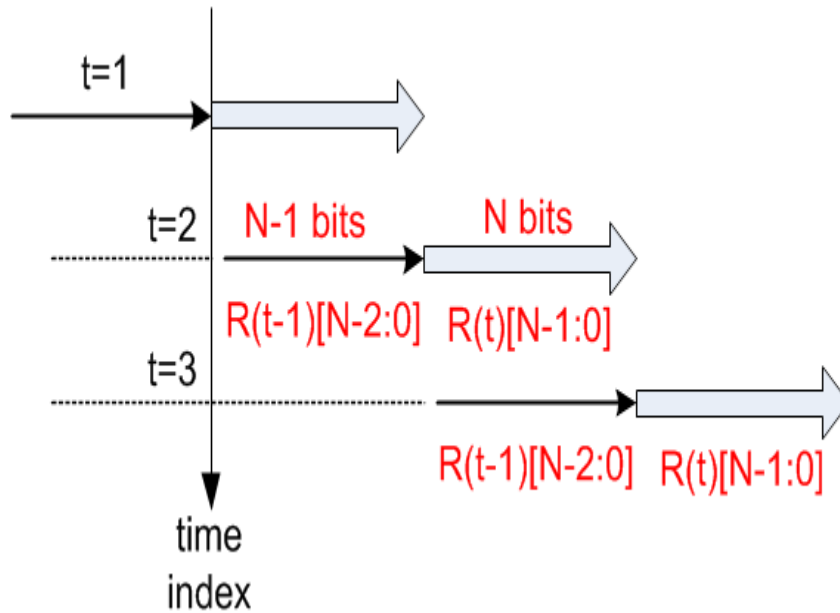 t=1
t=2
N-1 bits
N bits
R(t-1)[N-2:0]
R(t)[N-1:0]
t=3
R(t-1)[N-2:0]
R(t)[N-1:0]
time
index